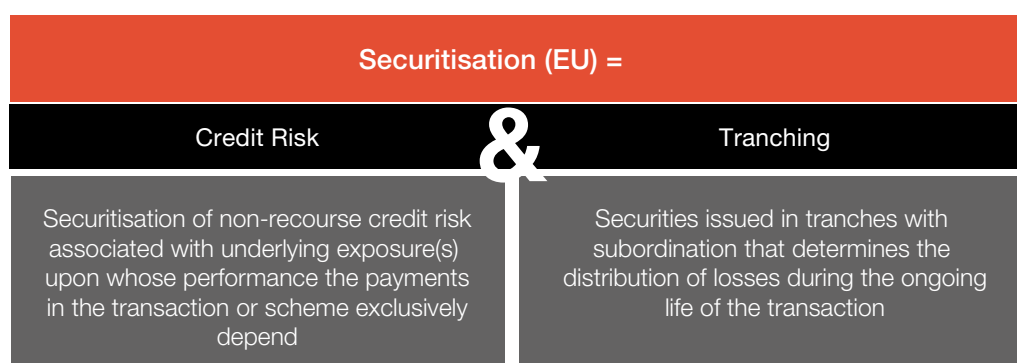 Securitisation (EU) =
Credit Risk
&
Tranching
Securitisation of non-recourse credit risk
associated with underlying exposure(s)
upon whose performance the payments
in the transaction or scheme exclusively
depend
Securities issued in tranches with
subordination that determines the
distribution of losses during the ongoing
life of the transaction